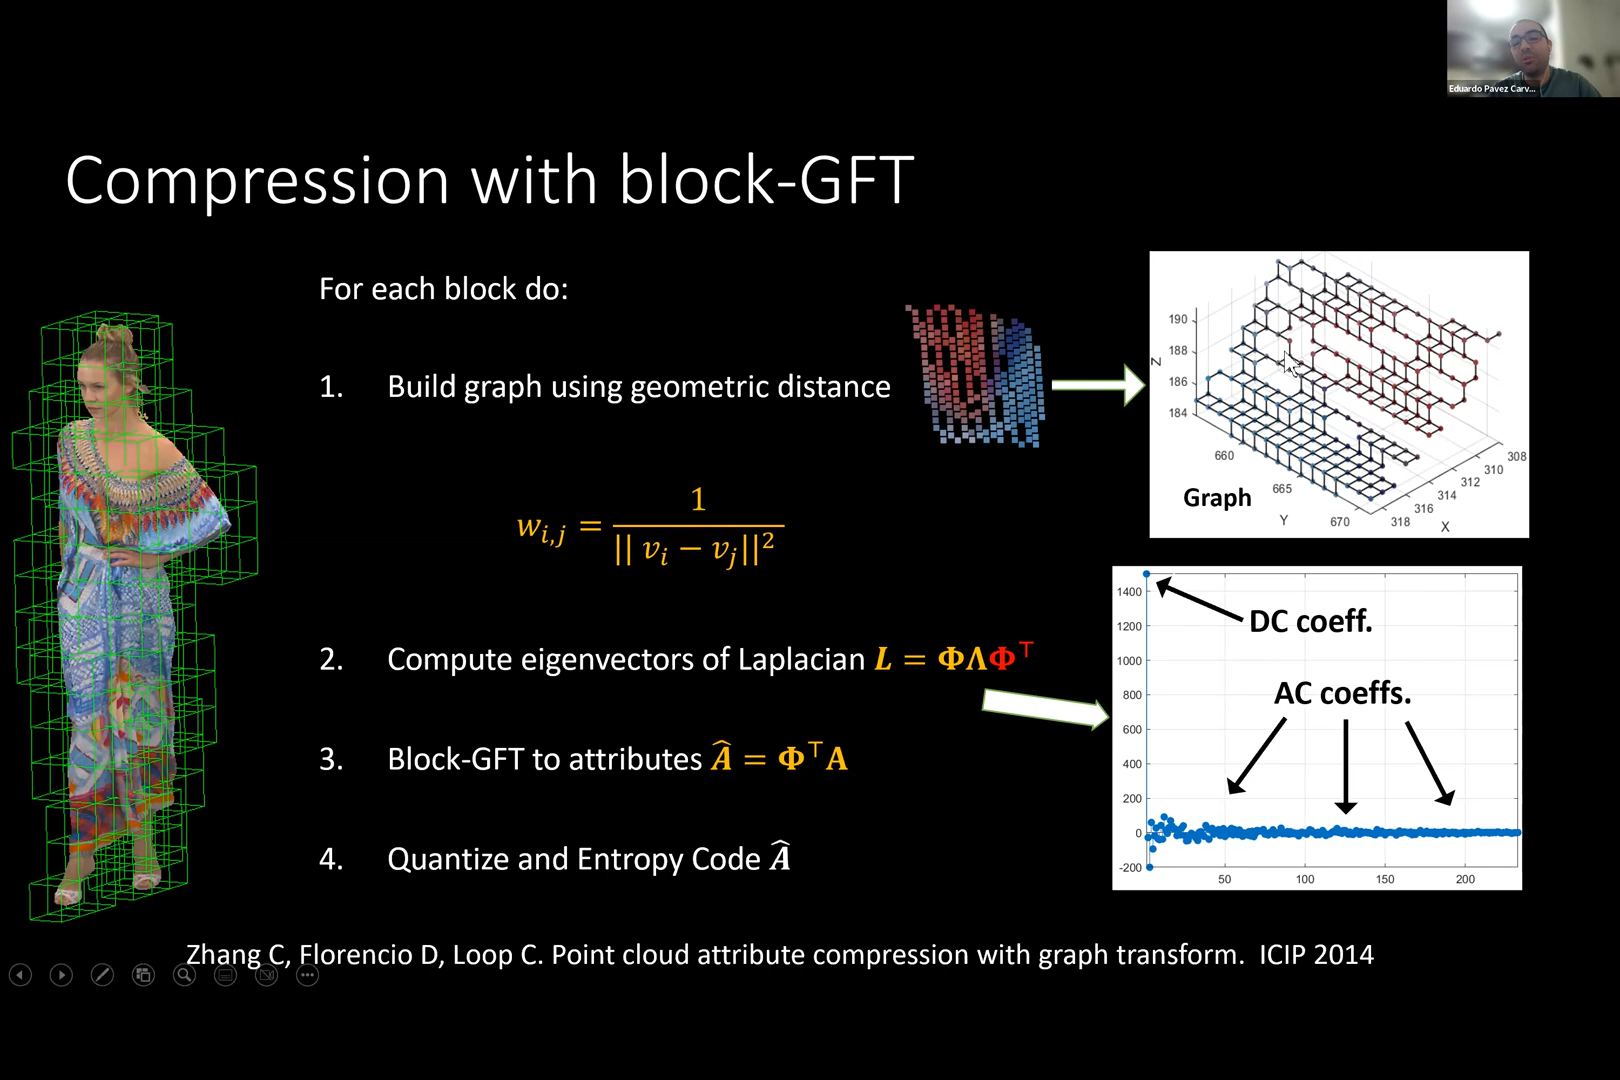 Eduardo Pavez Carv...
Compression with block-GFT
For each block do:
1. Build graph using geometric distance
w_{i,j} = 1 / || v_i − v_j||²
2. Compute eigenvectors of Laplacian L = ΦΛΦ⊤
3. Block-GFT to attributes Â = Φ⊤A
4. Quantize and Entropy Code Â
190
188
186
184
Z
660
665
670
Y
308
310
312
314
316
318
X
Graph
1400
1200
1000
800
600
400
200
0
-200
50
100
150
200
DC coeff.
AC coeffs.
Zhang C, Florencio D, Loop C. Point cloud attribute compression with graph transform. ICIP 2014